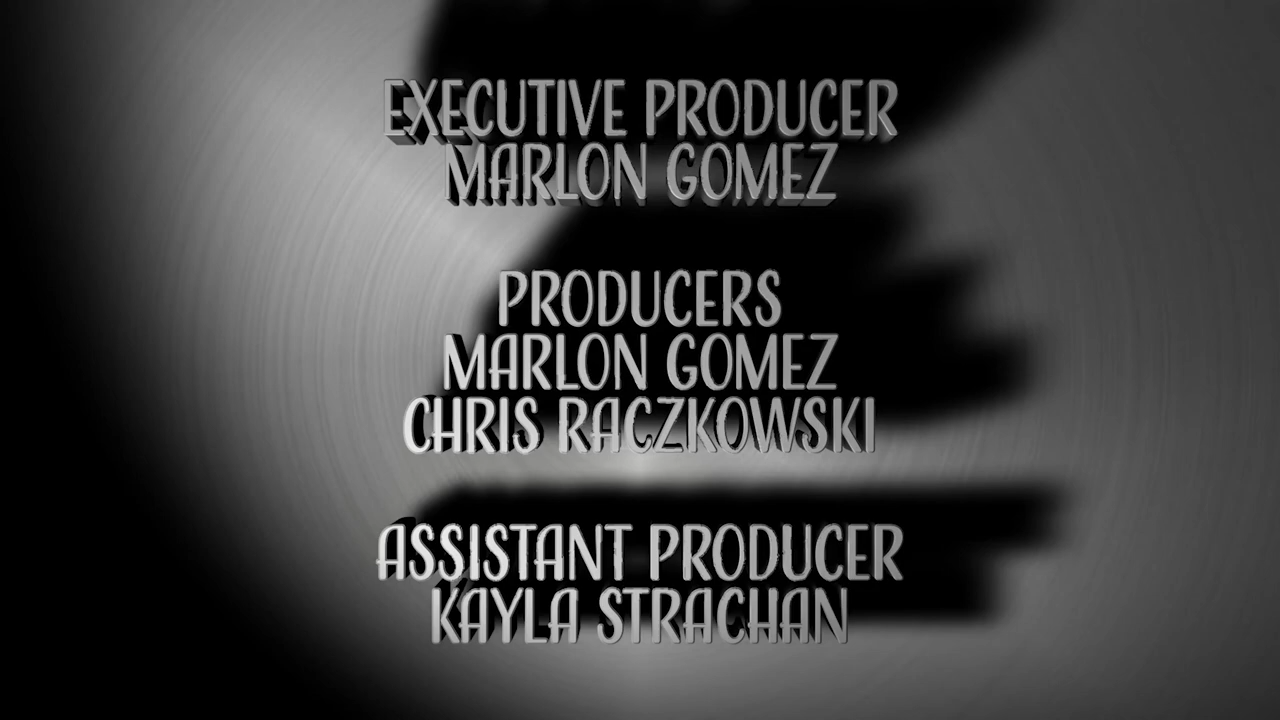 EXECUTIVE PRODUCER
MARLON GOMEZ
PRODUCERS
MARLON GOMEZ
CHRIS RACZKOWSKI
ASSISTANT PRODUCER
KAYLA STRACHAN